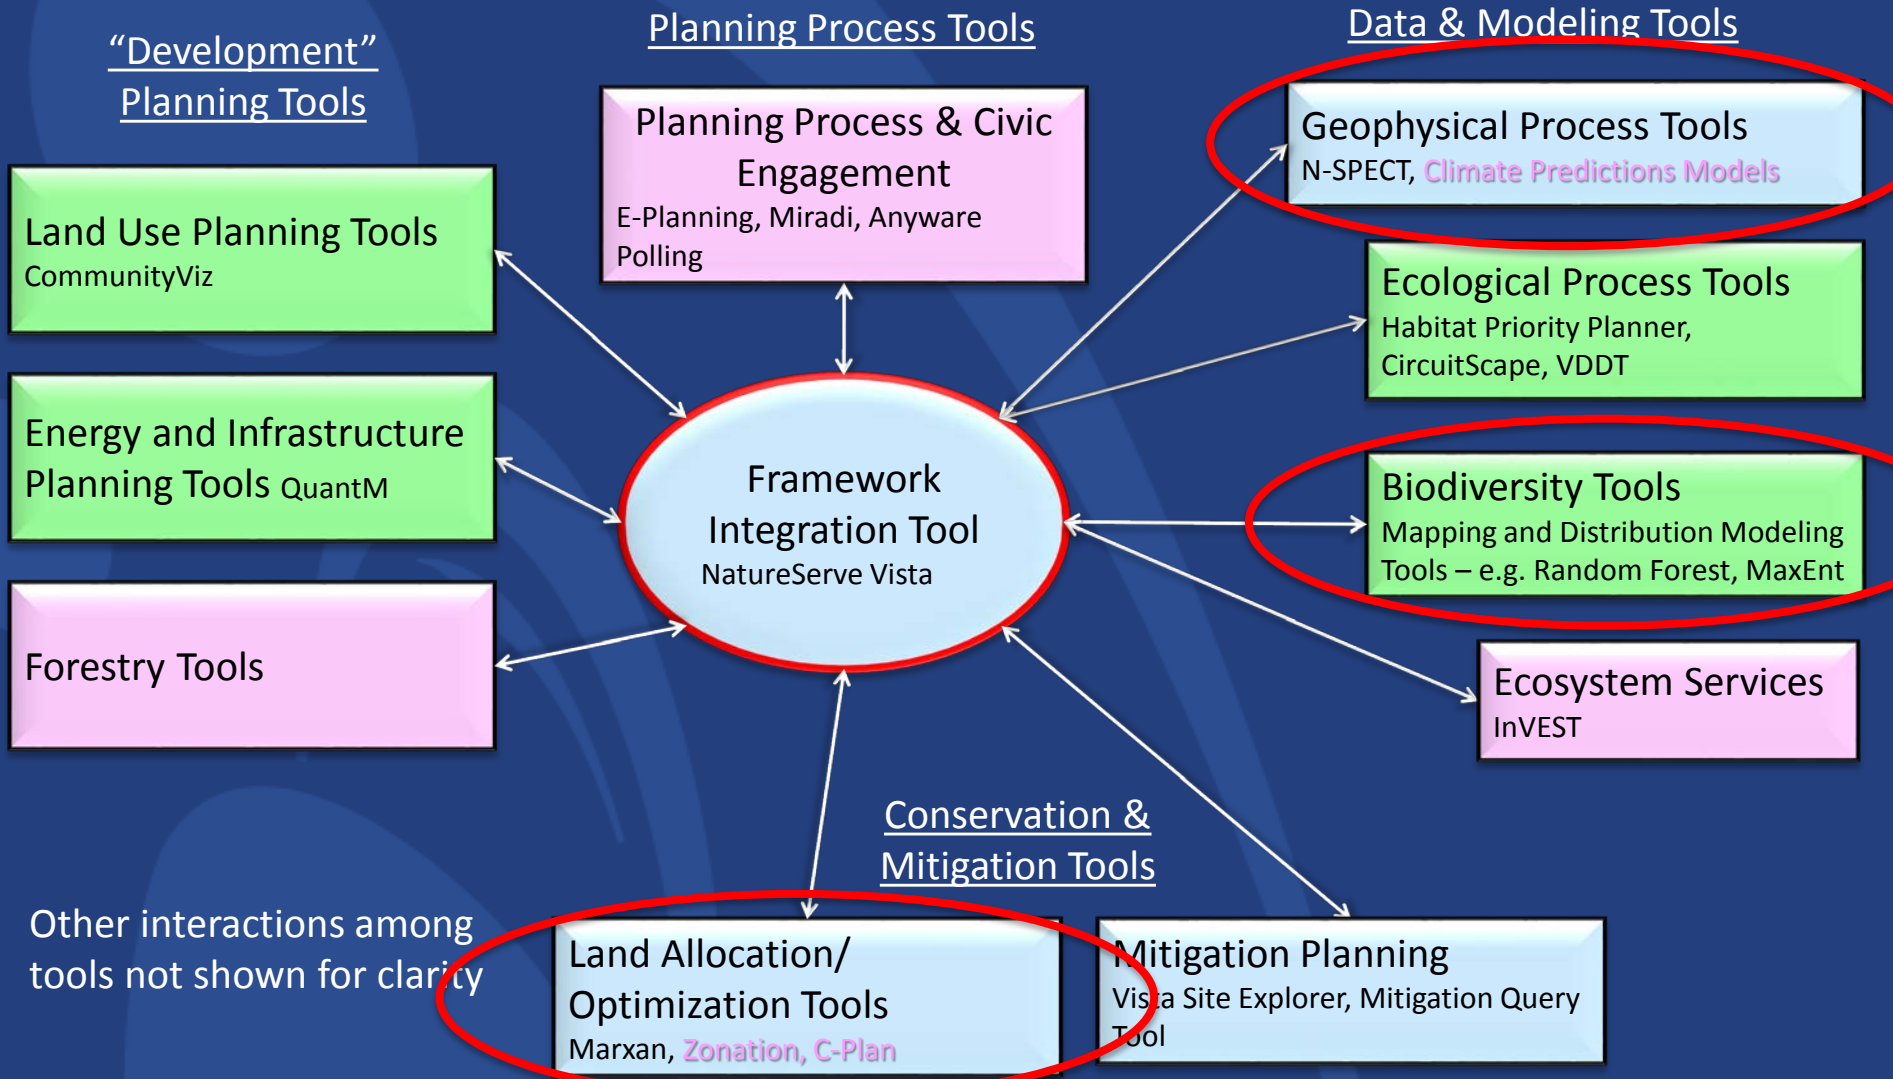 “Development”
Planning Tools
Planning Process Tools
Data & Modeling Tools
Land Use Planning Tools
CommunityViz
Energy and Infrastructure
Planning Tools QuantM
Forestry Tools
Planning Process & Civic
Engagement
E-Planning, Miradi, Anyware
Polling
Framework
Integration Tool
NatureServe Vista
Geophysical Process Tools
N-SPECT, Climate Predictions Models
Ecological Process Tools
Habitat Priority Planner,
CircuitScape, VDDT
Biodiversity Tools
Mapping and Distribution Modeling
Tools – e.g. Random Forest, MaxEnt
Ecosystem Services
InVEST
Conservation &
Mitigation Tools
Other interactions among
tools not shown for clarity
Land Allocation/
Optimization Tools
Marxan, Zonation, C-Plan
Mitigation Planning
Vista Site Explorer, Mitigation Query
Tool